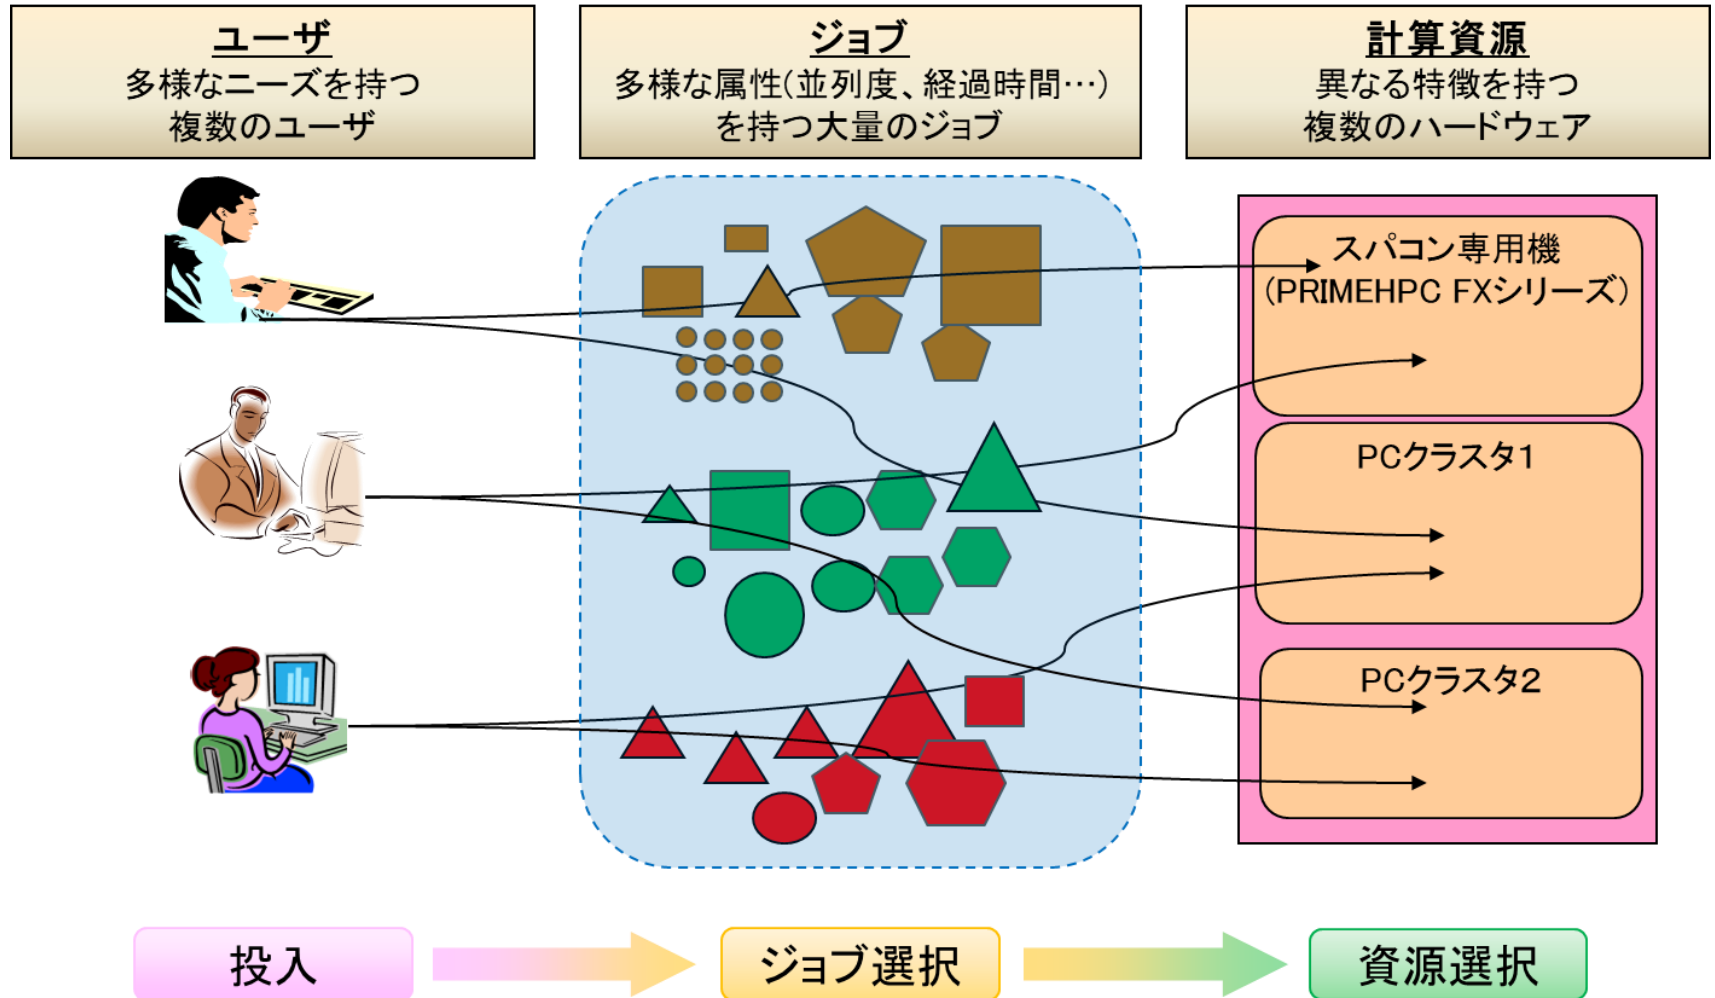 ユーザ
多様なニーズを持つ
複数のユーザ
ジョブ
多様な属性(並列度、経過時間…)
を持つ大量のジョブ
計算資源
異なる特徴を持つ
複数のハードウェア
スパコン専用機
(PRIMEHPC FXシリーズ)
PCクラスタ1
PCクラスタ2
投入
ジョブ選択
資源選択